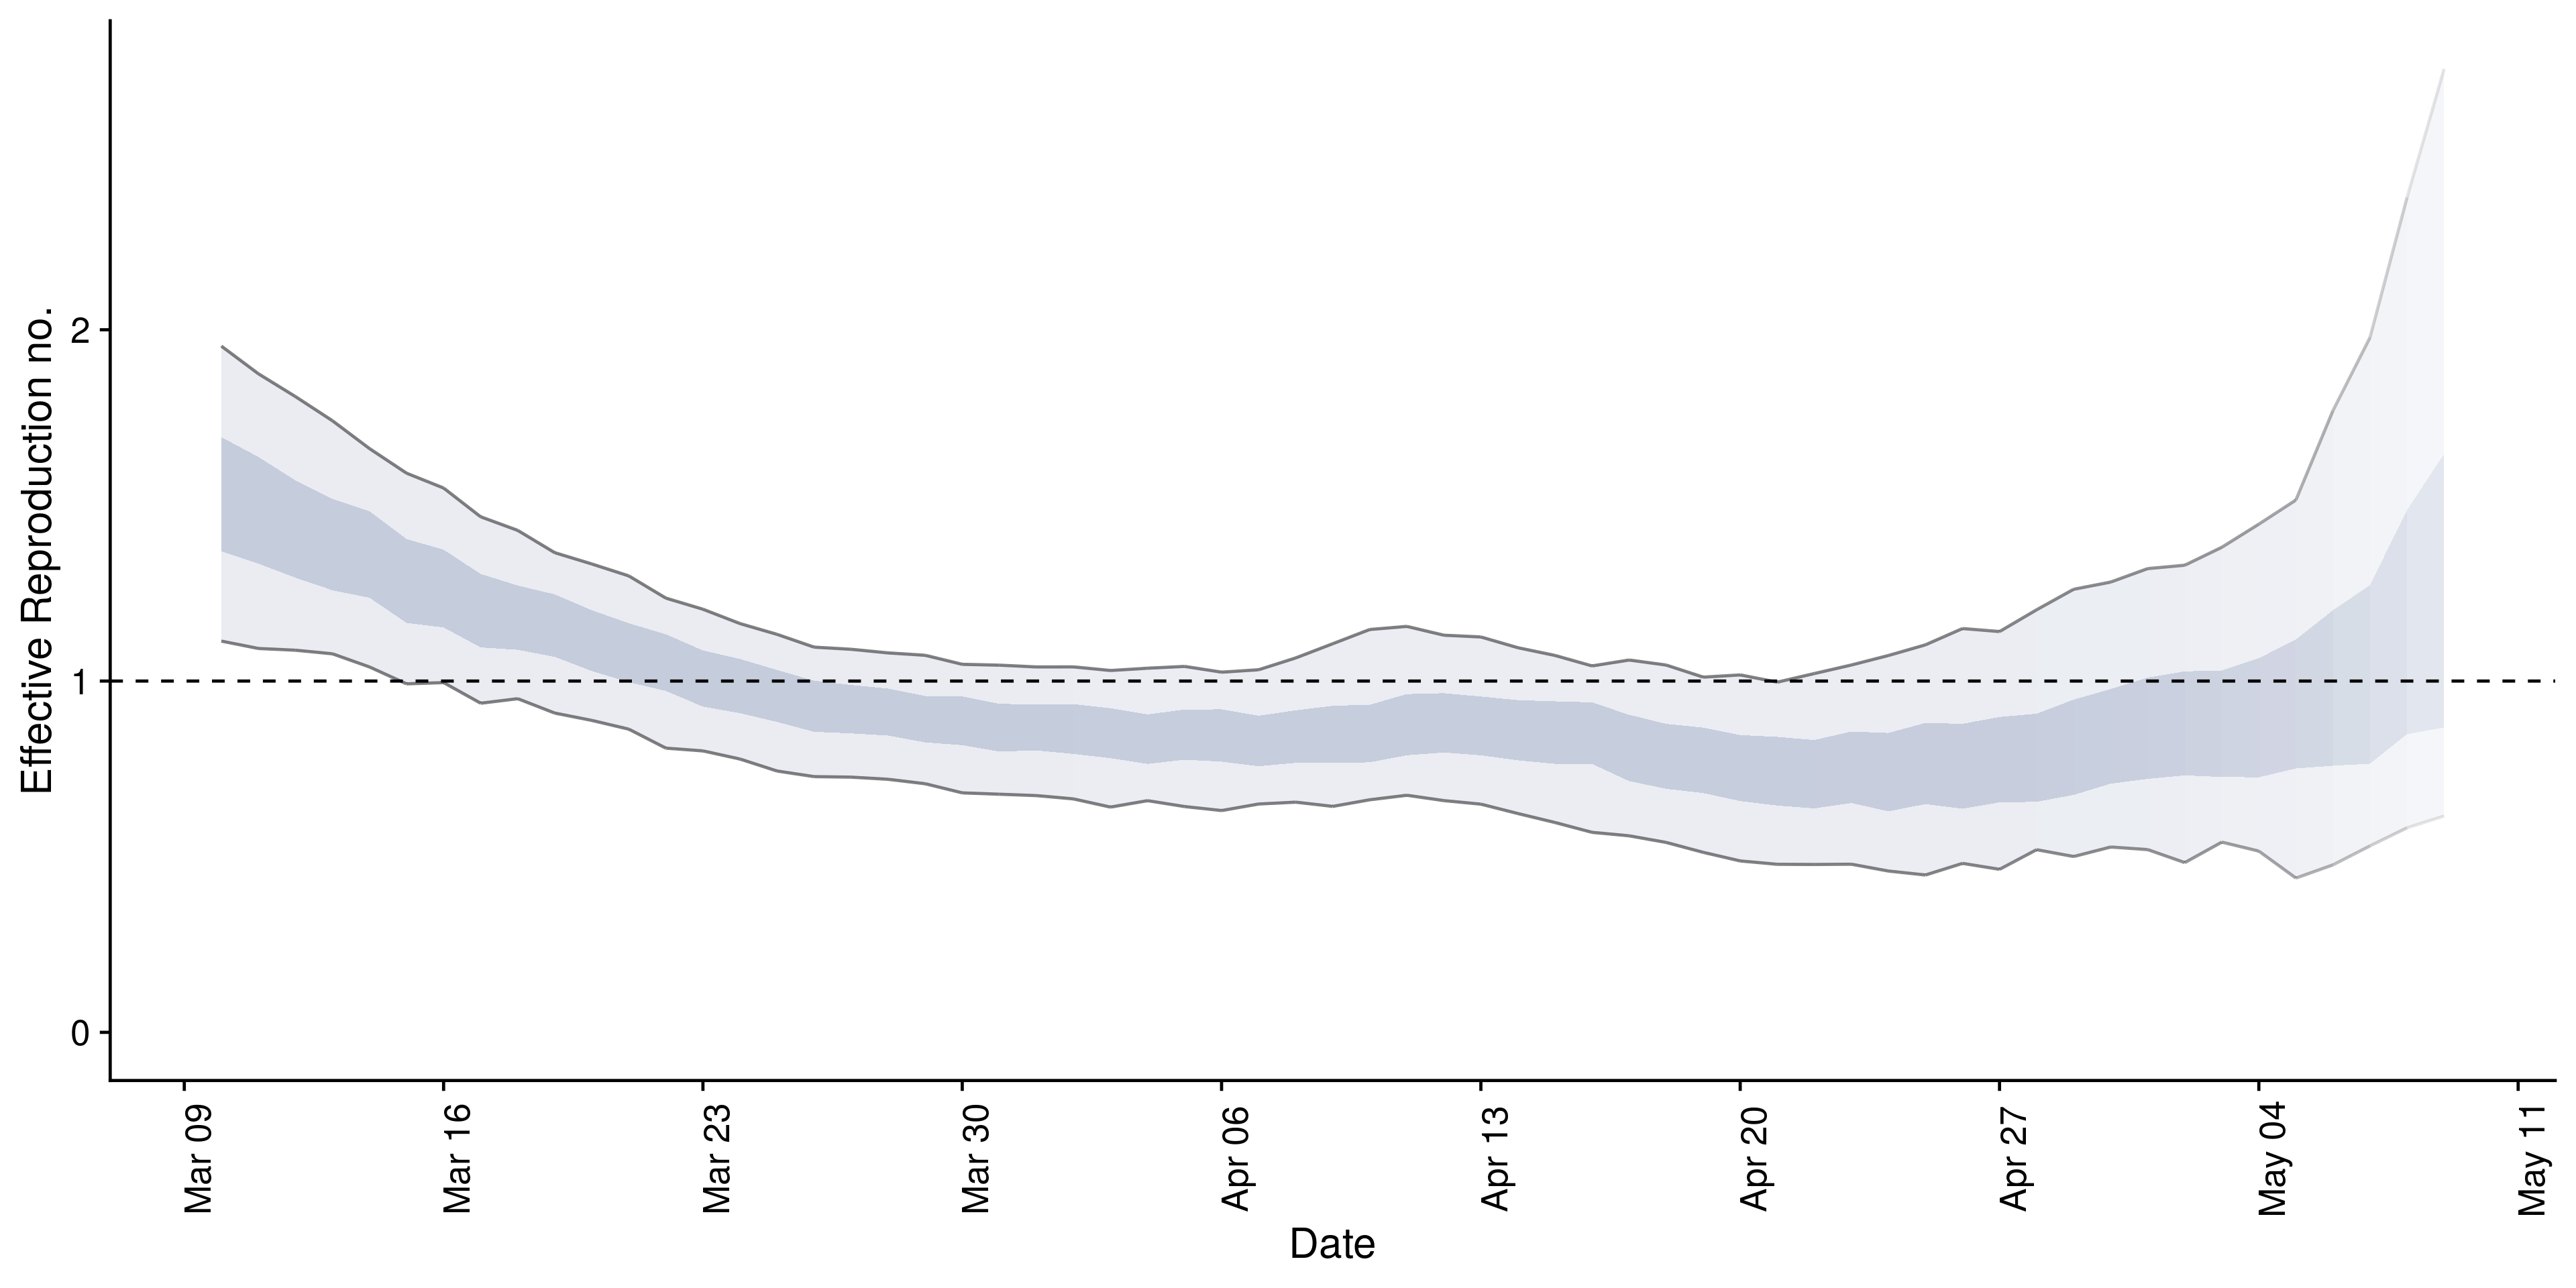 Effective Reproduction no.
2
1
0
Mar 09
Mar 16
Mar 23
Mar 30
Apr 06
Apr 13
Apr 20
Apr 27
May 04
May 11
Date